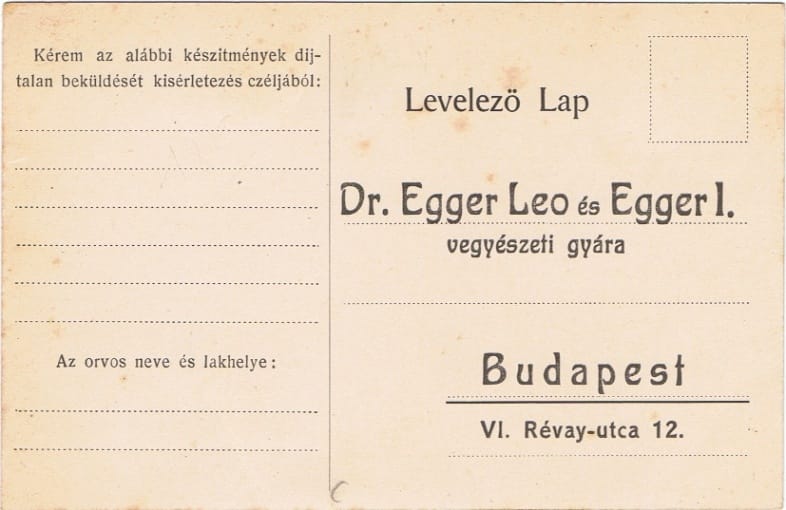 Kérem az alábbi készitmények dij-
talan beküldését kisérletezés czéljából:
Az orvos neve és lakhelye:
Levelező Lap
Dr. Egger Leo és Egger I.
vegyészeti gyára
Budapest
VI. Révay-utca 12.